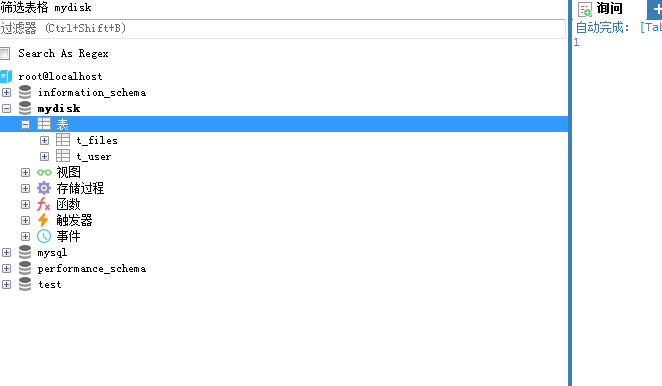 筛选表格 mydisk
过滤器 (Ctrl+Shift+B)
Search As Regex
root@localhost
information_schema
mydisk
表
t_files
t_user
视图
存储过程
函数
触发器
事件
mysql
performance_schema
test
询问
自动完成: [Tab
1